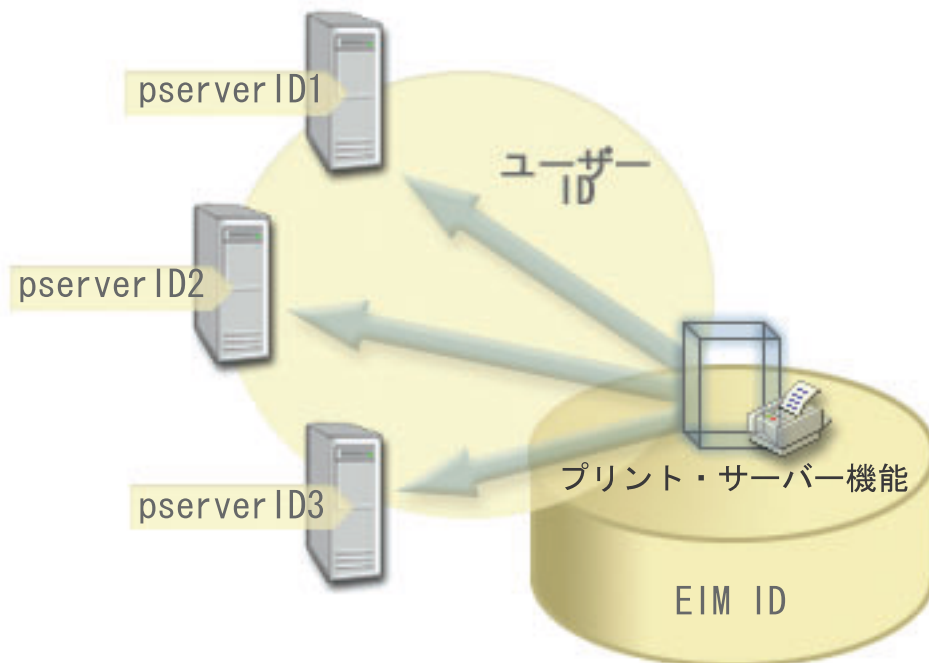 pserverID1
ユーザー
ID
pserverID2
プリント・サーバー機能
pserverID3
EIM ID